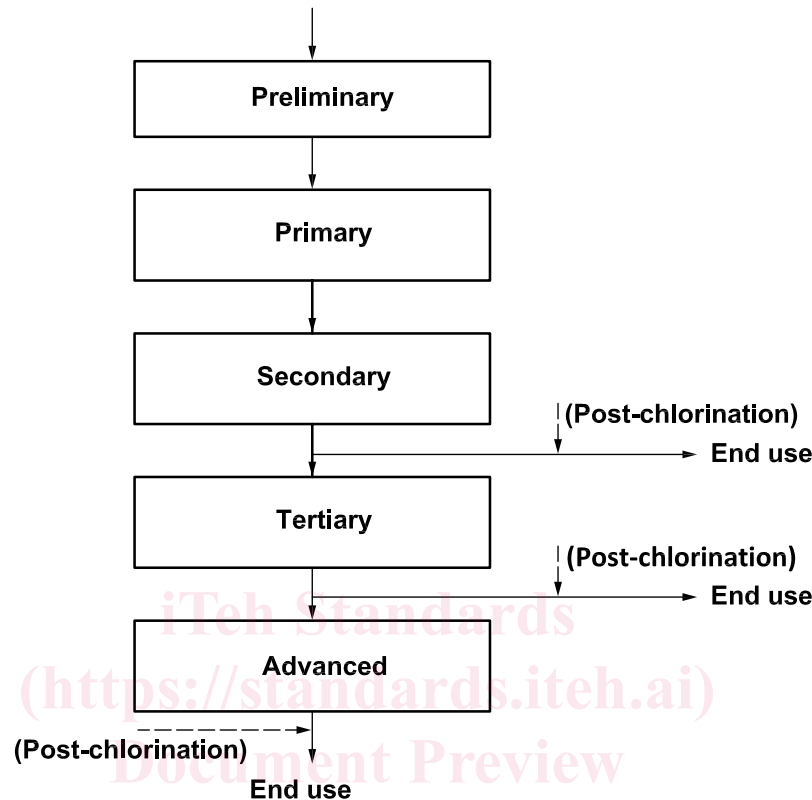 Preliminary
Primary
Secondary
(Post-chlorination)
End use
Tertiary
(Post-chlorination)
End use
iTeh Standards
Advanced
(https://standards.iteh.ai)
(Post-chlorination)
Document Preview
End use